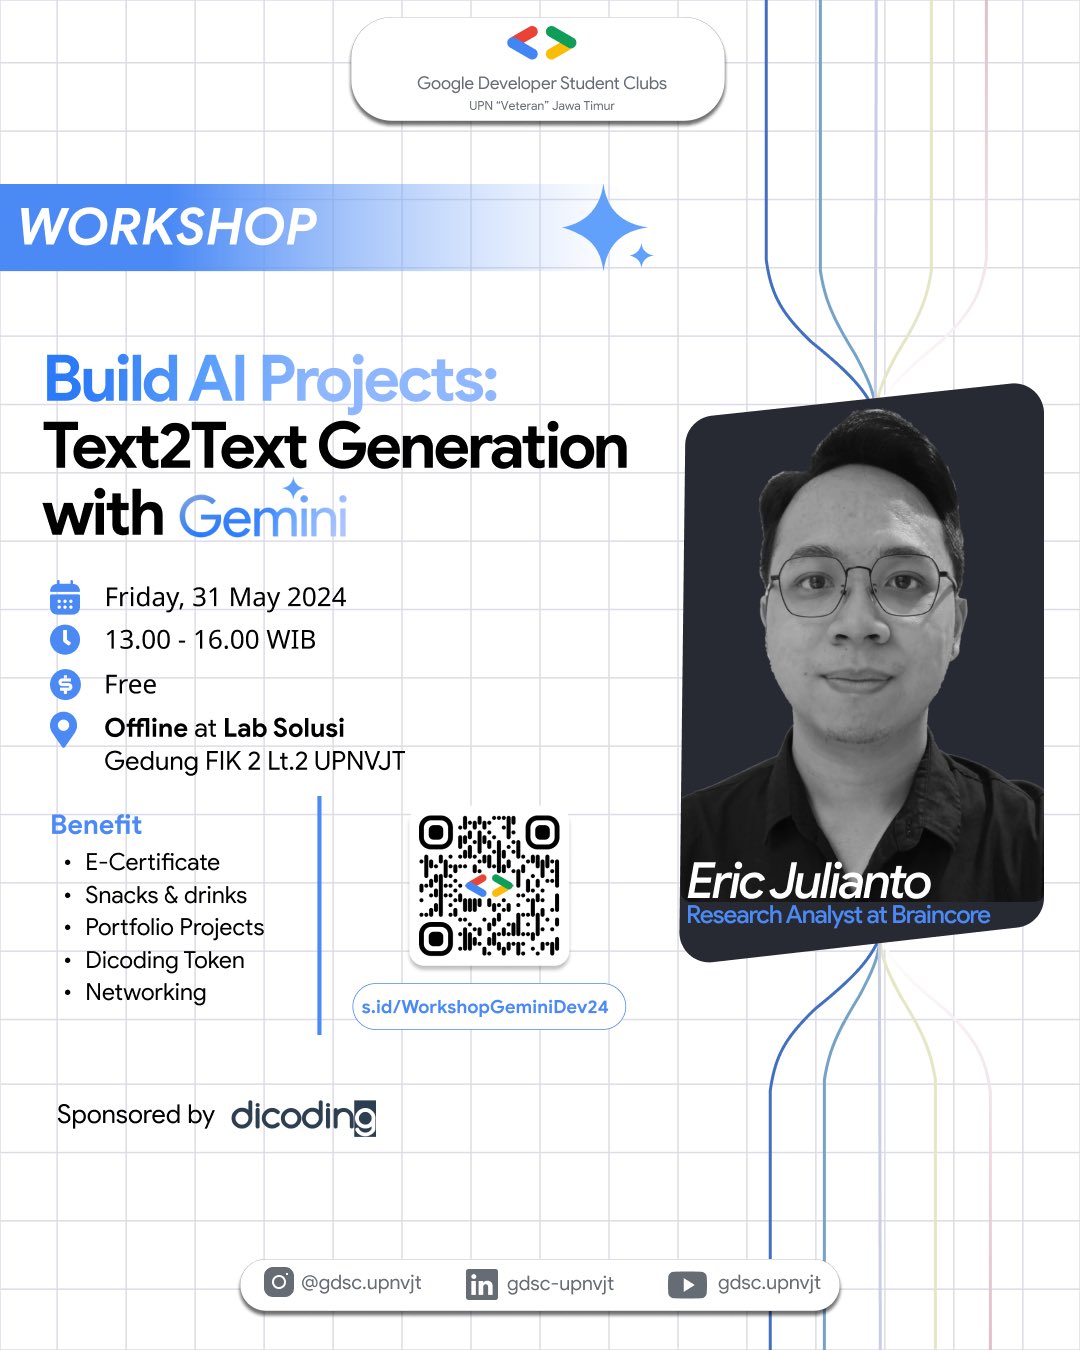 Google Developer Student Clubs
UPN “Veteran” Jawa Timur
WORKSHOP
Build AI Projects:
Text2Text Generation
with Gemini
Friday, 31 May 2024
13.00 - 16.00 WIB
Free
Offline at Lab Solusi
Gedung FIK 2 Lt.2 UPNVJT
Benefit
• E-Certificate
• Snacks & drinks
• Portfolio Projects
• Dicoding Token
• Networking
s.id/WorkshopGeminiDev24
Eric Julianto
Research Analyst at Braincore
Sponsored by dicoding
@gdsc.upnvjt
gdsc-upnvjt
gdsc.upnvjt